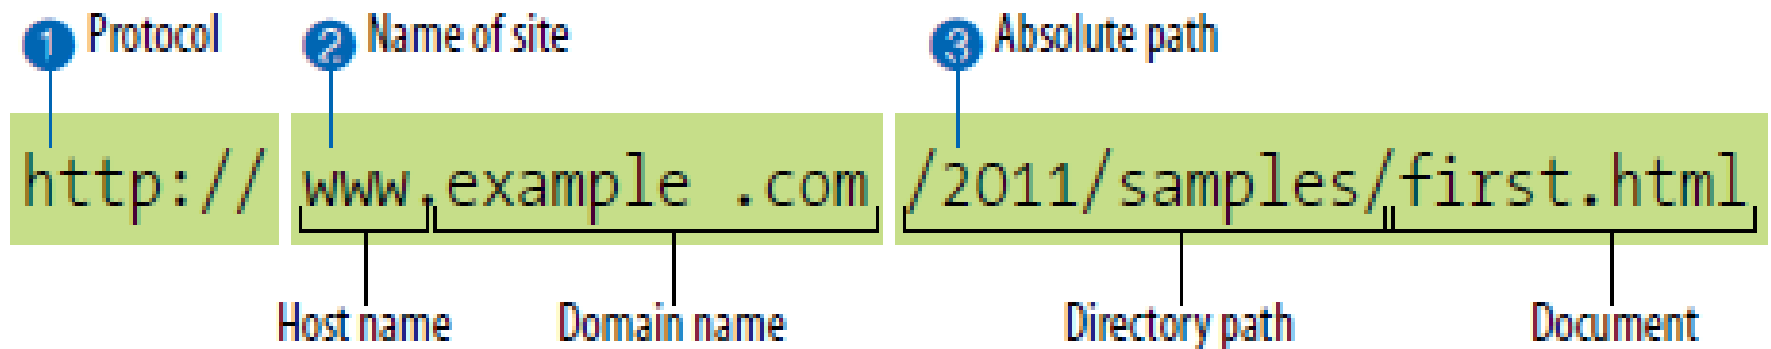 1 Protocol 2 Name of site 3 Absolute path
http:// www.example .com /2011/samples/first.html
Host name Domain name Directory path Document